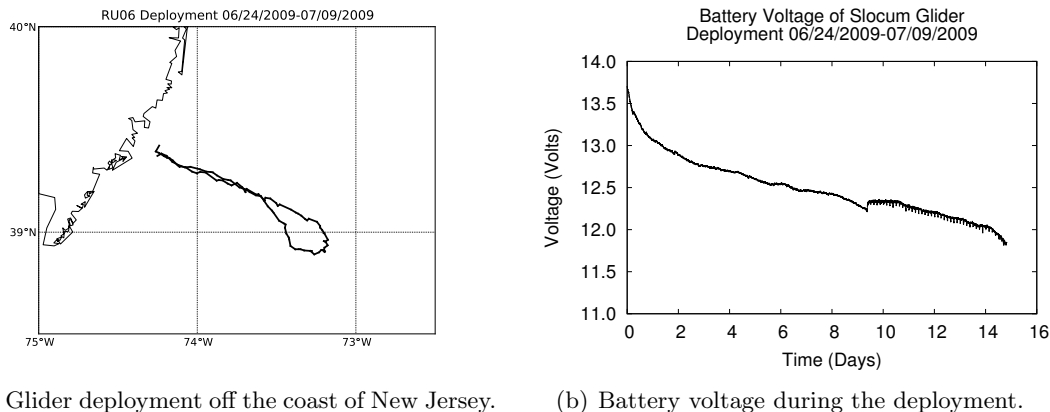 RU06 Deployment 06/24/2009-07/09/2009
40°N
39°N
75°W
74°W
73°W
Glider deployment off the coast of New Jersey.
Battery Voltage of Slocum Glider
Deployment 06/24/2009-07/09/2009
14.0
13.5
13.0
12.5
12.0
11.5
11.0
Voltage (Volts)
0 2 4 6 8 10 12 14 16
Time (Days)
(b) Battery voltage during the deployment.